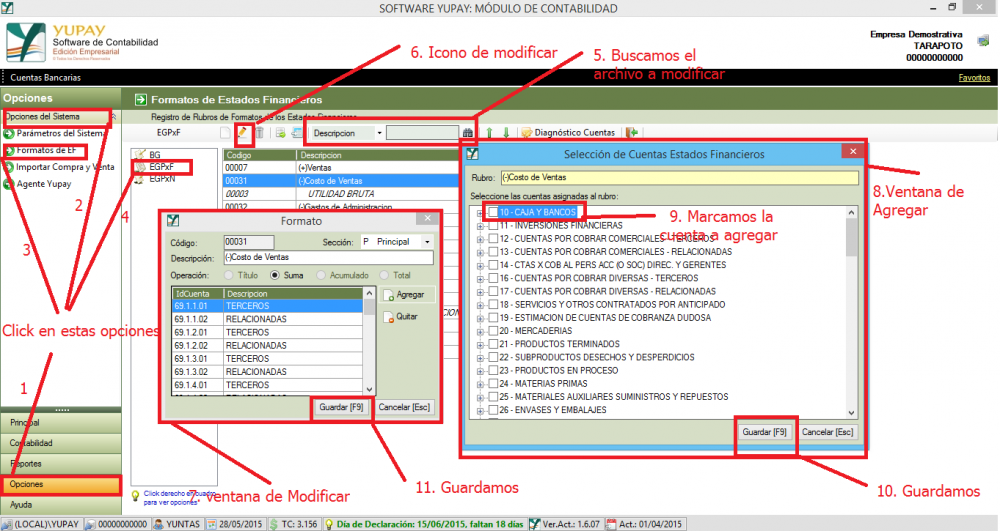 SOFTWARE YUPAY: MÓDULO DE CONTABILIDAD
YUPAY
Software de Contabilidad
Edición Empresarial
Empresa Demostrativa
TARAPOTO
00000000000
Cuentas Bancarias
Favoritos
Opciones
Opciones del Sistema
Parámetros del Sistema
Formatos de EF
Importar Compra y Venta
Agente Yupay
Formatos de Estados Financieros
Registro de Rubros de Formatos de los Estados Financieros
EGPxF
Descripcion
Diagnóstico Cuentas
BG
EGPxF
EGPxN
Codigo
Descripcion
00007
(+)Ventas
00031
(-)Costo de Ventas
00003
UTILIDAD BRUTA
00032
(-)Gastos de Administracion
6. Icono de modificar
5. Buscamos el
archivo a modificar
Formato
Código:
00031
Sección:
P Principal
Descripción:
(-)Costo de Ventas
Operación:
Título
Suma
Acumulado
Total
IdCuenta
Descripcion
69.1.1.01
TERCEROS
69.1.1.02
RELACIONADAS
69.1.2.01
TERCEROS
69.1.2.02
RELACIONADAS
69.1.3.01
TERCEROS
69.1.3.02
RELACIONADAS
69.1.4.01
TERCEROS
Agregar
Quitar
Guardar [F9]
Cancelar [Esc]
Selección de Cuentas Estados Financieros
Rubro:
(-)Costo de Ventas
Seleccione las cuentas asignadas al rubro:
10 - CAJA Y BANCOS
11 - INVERSIONES FINANCIERAS
12 - CUENTAS POR COBRAR COMERCIALES - TERCEROS
13 - CUENTAS POR COBRAR COMERCIALES - RELACIONADAS
14 - CTAS X COB AL PERS ACC (O SOC) DIREC. Y GERENTES
16 - CUENTAS POR COBRAR DIVERSAS - TERCEROS
17 - CUENTAS POR COBRAR DIVERSAS - RELACIONADAS
18 - SERVICIOS Y OTROS CONTRATADOS POR ANTICIPADO
19 - ESTIMACION DE CUENTAS DE COBRANZA DUDOSA
20 - MERCADERIAS
21 - PRODUCTOS TERMINADOS
22 - SUBPRODUCTOS DESECHOS Y DESPERDICIOS
23 - PRODUCTOS EN PROCESO
24 - MATERIAS PRIMAS
25 - MATERIALES AUXILIARES SUMINISTROS Y REPUESTOS
26 - ENVASES Y EMBALAJES
Guardar [F9]
Cancelar [Esc]
8.Ventana de
Agregar
9. Marcamos la
cuenta a agregar
10. Guardamos
11. Guardamos
7. Ventana de Modificar
2
4
3
Click en estas opciones
1
Principal
Contabilidad
Reportes
Opciones
Ayuda
Click derecho en cuadro
para ver opciones"
(LOCAL)\YUPAY
00000000000
YUNTAS
28/05/2015
TC: 3.156
Día de Declaración: 15/06/2015, faltan 18 días
Ver.Act.: 1.6.07
Act.: 01/04/2015